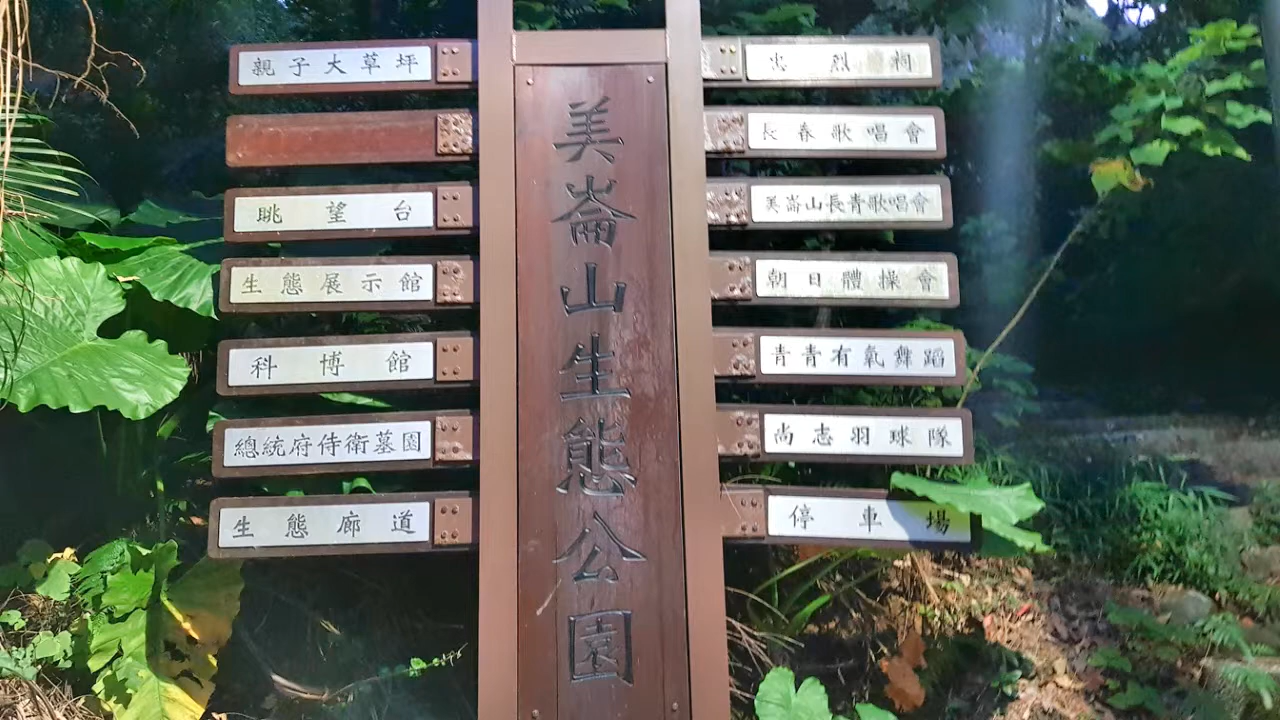 親子大草坪
眺望台
生態展示館
科博館
總統府侍衛墓園
生態廊道
美崙山生態公園
忠烈祠
長春歌唱會
美崙山長青歌唱會
朝日體操會
青青有氧舞蹈
尚志羽球隊
停車場